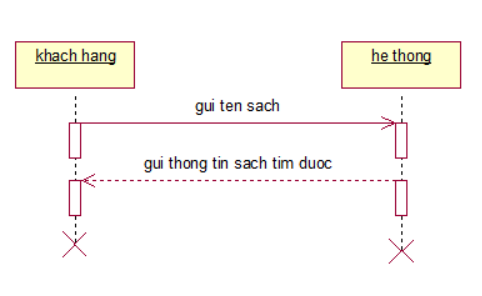 khach hang
he thong
gui ten sach
gui thong tin sach tim duoc